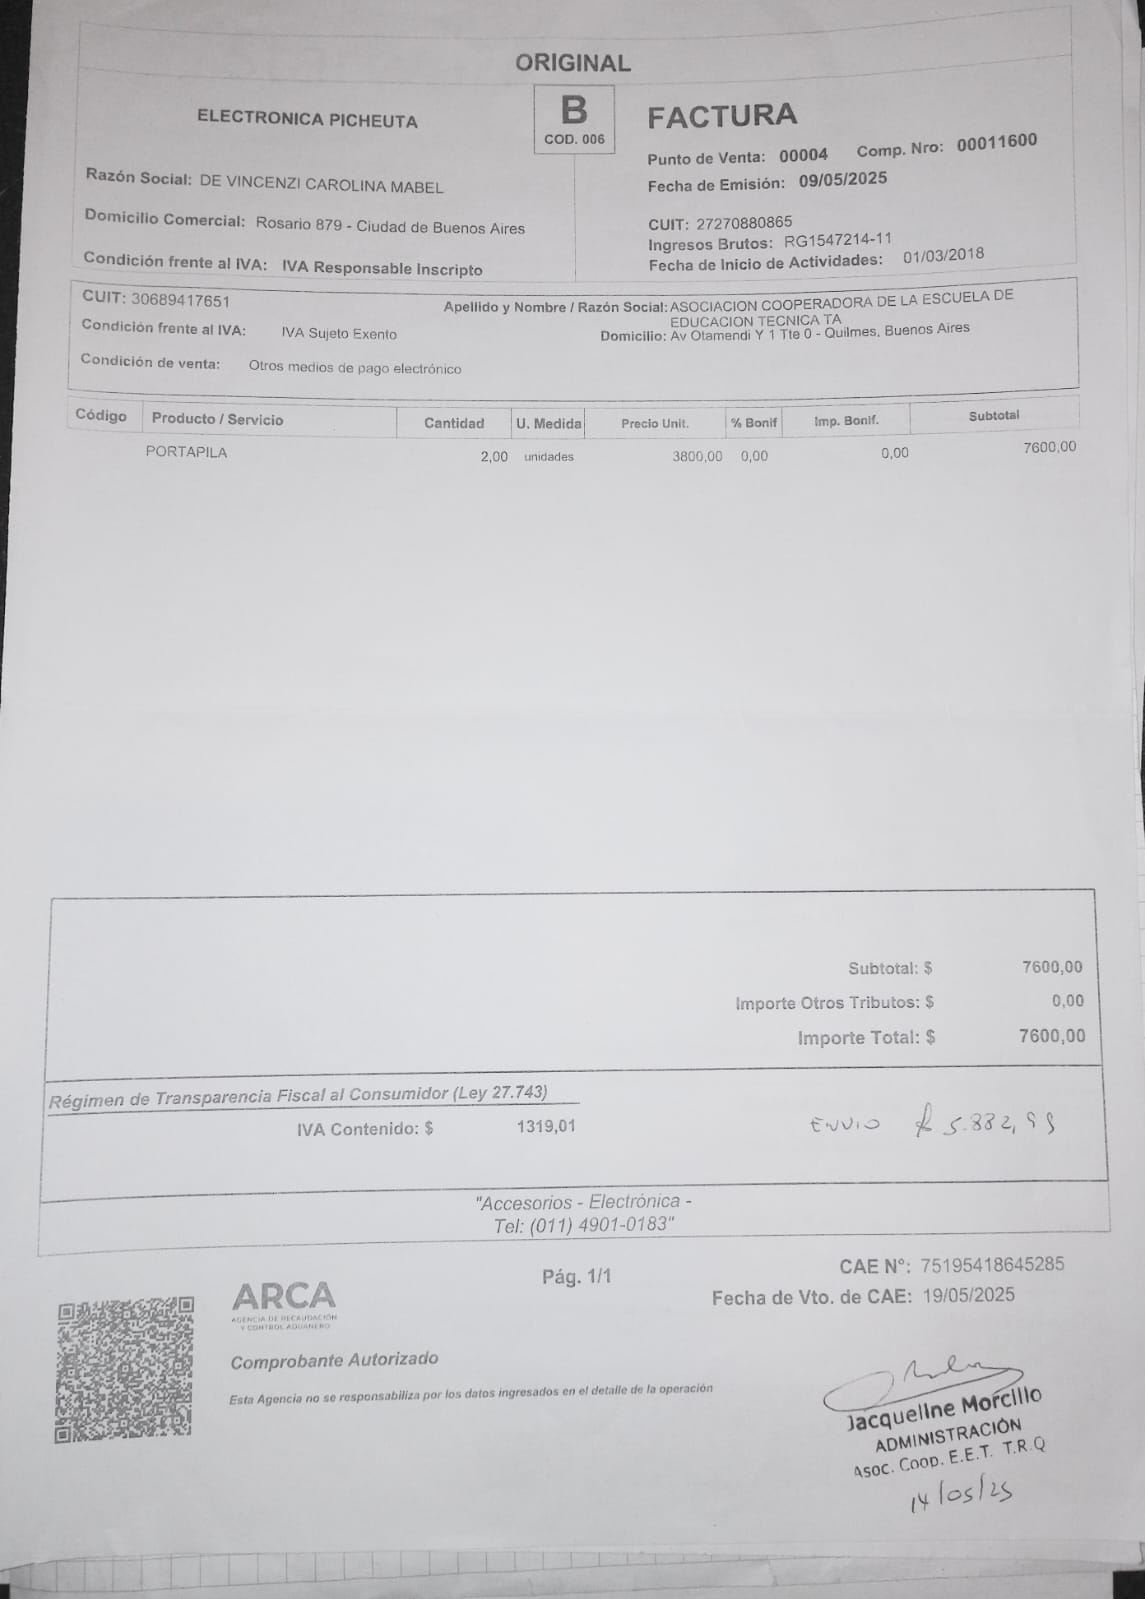 ORIGINAL
ELECTRONICA PICHEUTA
B
COD. 006
FACTURA
Punto de Venta: 00004 Comp. Nro: 00011600
Fecha de Emisión: 09/05/2025
Razón Social: DE VINCENZI CAROLINA MABEL
Domicilio Comercial: Rosario 879 - Ciudad de Buenos Aires
Condición frente al IVA: IVA Responsable Inscripto
CUIT: 27270880865
Ingresos Brutos: RG1547214-11
Fecha de Inicio de Actividades: 01/03/2018
CUIT: 30689417651
Apellido y Nombre / Razón Social: ASOCIACION COOPERADORA DE LA ESCUELA DE
EDUCACION TECNICA TA
Condición frente al IVA: IVA Sujeto Exento
Domicilio: Av Otamendi Y 1 Tte 0 - Quilmes, Buenos Aires
Condición de venta: Otros medios de pago electrónico
Código Producto / Servicio Cantidad U. Medida Precio Unit. % Bonif Imp. Bonif. Subtotal
PORTAPILA 2,00 unidades 3800,00 0,00 0,00 7600,00
Subtotal: $ 7600,00
Importe Otros Tributos: $ 0,00
Importe Total: $ 7600,00
Régimen de Transparencia Fiscal al Consumidor (Ley 27.743)
IVA Contenido: $ 1319,01
ENVIO $ 5.882,99
"Accesorios - Electrónica -
Tel: (011) 4901-0183"
Pág. 1/1
CAE N°: 75195418645285
Fecha de Vto. de CAE: 19/05/2025
ARCA
AGENCIA DE RECAUDACIÓN
Y CONTROL ADUANERO
Comprobante Autorizado
Esta Agencia no se responsabiliza por los datos ingresados en el detalle de la operación
Jacqueline Morcillo
ADMINISTRACIÓN
Asoc. Coop. E.E.T. T.R.Q
14/05/25